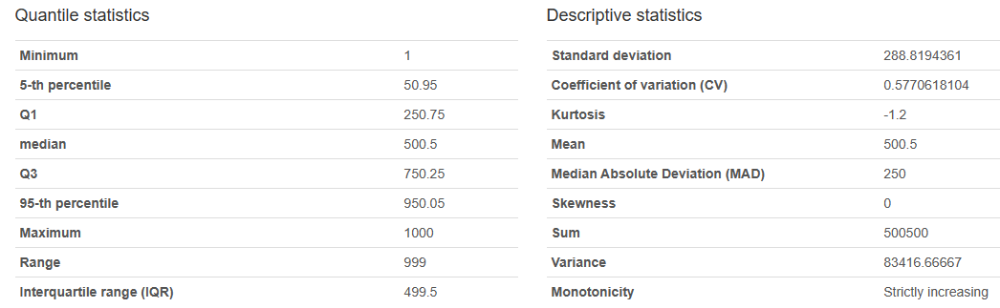 Quantile statistics
Minimum 1
5-th percentile 50.95
Q1 250.75
median 500.5
Q3 750.25
95-th percentile 950.05
Maximum 1000
Range 999
Interquartile range (IQR) 499.5
Descriptive statistics
Standard deviation 288.8194361
Coefficient of variation (CV) 0.5770618104
Kurtosis -1.2
Mean 500.5
Median Absolute Deviation (MAD) 250
Skewness 0
Sum 500500
Variance 83416.66667
Monotonicity Strictly increasing